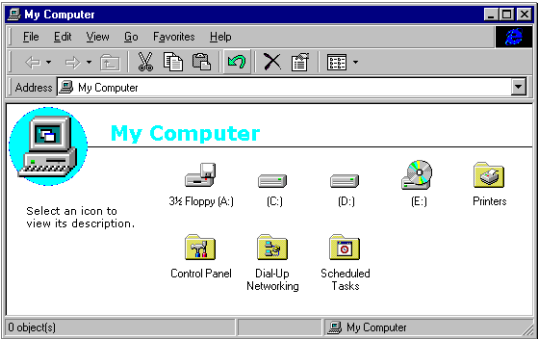 My Computer
File Edit View Go Favorites Help
Address My Computer
My Computer
Select an icon to
view its description.
3½ Floppy (A:) (C:) (D:) (E:) Printers
Control Panel Dial-Up Networking Scheduled Tasks
0 object(s) My Computer